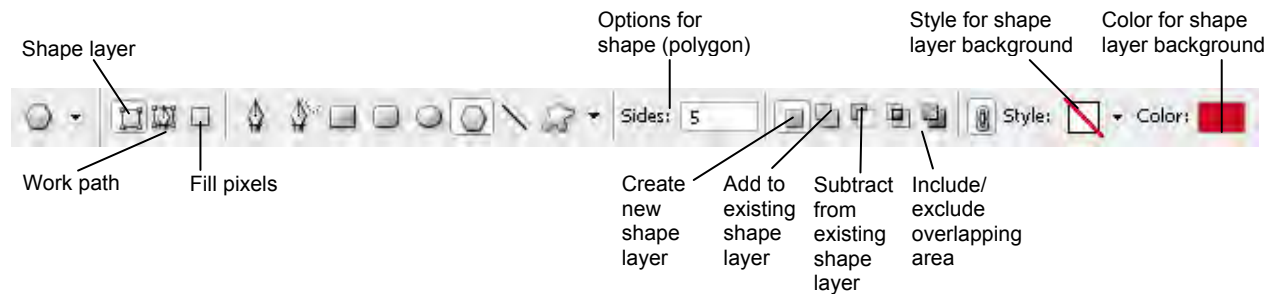 Options for
shape (polygon)
Style for shape
layer background
Color for shape
layer background
Shape layer
Sides: 5
Style:
Color:
Work path
Fill pixels
Create
new
shape
layer
Add to
existing
shape
layer
Subtract
from
existing
shape
layer
Include/
exclude
overlapping
area